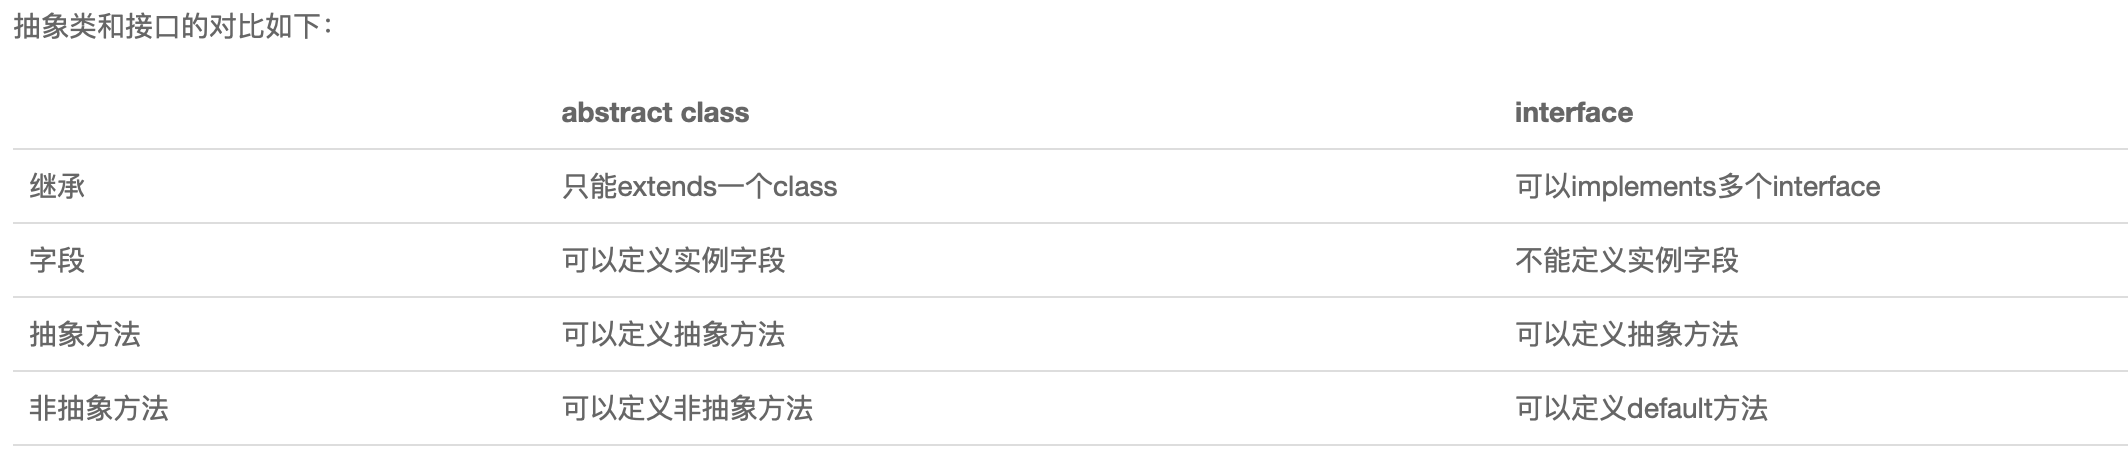 抽象类和接口的对比如下：
abstract class interface
继承 只能extends一个class 可以implements多个interface
字段 可以定义实例字段 不能定义实例字段
抽象方法 可以定义抽象方法 可以定义抽象方法
非抽象方法 可以定义非抽象方法 可以定义default方法